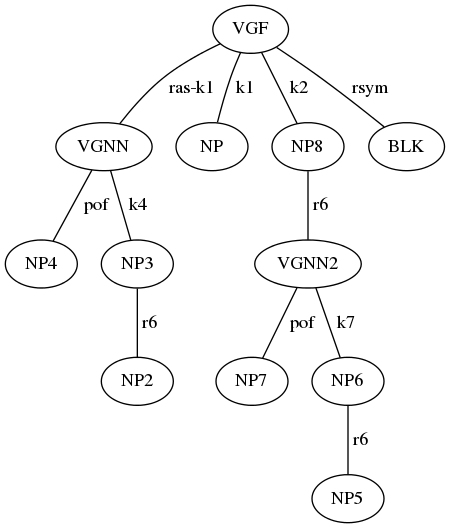 VGF
ras-k1 k1 k2 rsym
VGNN NP NP8 BLK
pof k4 r6
NP4 NP3 VGNN2
r6 pof k7
NP2 NP7 NP6
r6
NP5